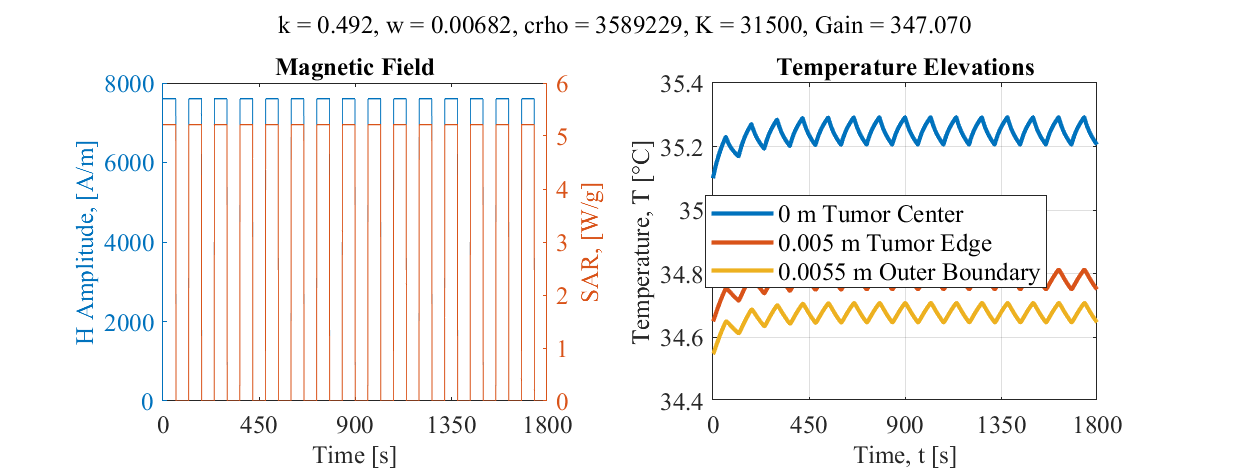 k = 0.492, w = 0.00682, crho = 3589229, K = 31500, Gain = 347.070
Magnetic Field
8000
6000
4000
2000
0
H Amplitude, [A/m]
6
5
4
3
2
1
0
SAR, [W/g]
0 450 900 1350 1800
Time [s]
Temperature Elevations
35.4
35.2
35
34.8
34.6
34.4
Temperature, T [°C]
0 m Tumor Center
0.005 m Tumor Edge
0.0055 m Outer Boundary
0 450 900 1350 1800
Time, t [s]